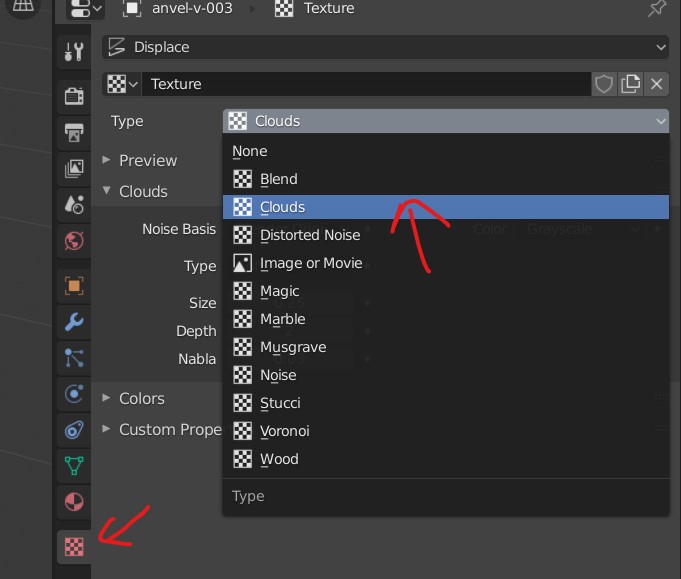 anvel-v-003 Texture
Displace
Texture
Type Clouds
None
Preview
Blend
Clouds
Clouds
Noise Basis Distorted Noise Color Grayscale
Type Image or Movie
Magic
Size
Marble
Depth
Musgrave
Nabla
Noise
Colors Stucci
Custom Prope Voronoi
Wood
Type